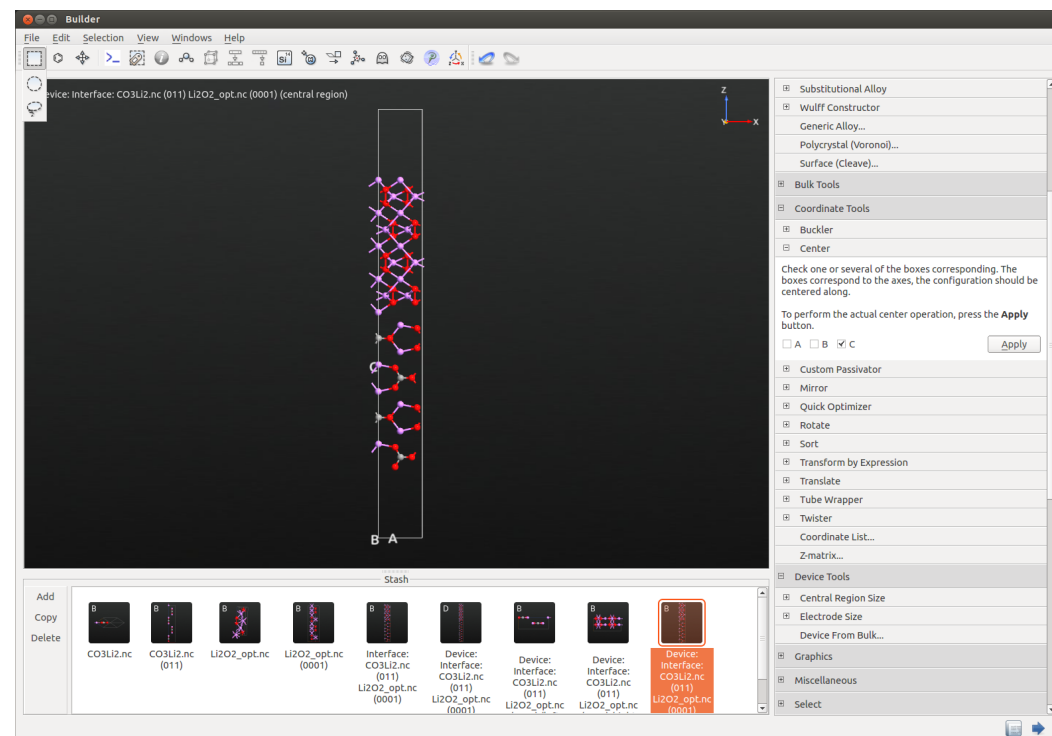 Builder
File Edit Selection View Windows Help
Device: Interface: CO3Li2.nc (011) Li2O2_opt.nc (0001) (central region)
Z
Y
X
C
B A
Substitutional Alloy
Wulff Constructor
Generic Alloy...
Polycrystal (Voronoi)...
Surface (Cleave)...
Bulk Tools
Coordinate Tools
Buckler
Center
Check one or several of the boxes corresponding. The
boxes correspond to the axes, the configuration should be
centered along.
To perform the actual center operation, press the Apply
button.
A B C Apply
Custom Passivator
Mirror
Quick Optimizer
Rotate
Sort
Transform by Expression
Translate
Tube Wrapper
Twister
Coordinate List...
Z-matrix...
Device Tools
Central Region Size
Electrode Size
Device From Bulk...
Graphics
Miscellaneous
Select
Stash
Add
Copy
Delete
B
CO3Li2.nc
B
CO3Li2.nc
(011)
B
Li2O2_opt.nc
B
Li2O2_opt.nc
(0001)
B
Interface:
CO3Li2.nc
(011)
Li2O2_opt.nc
(0001)
D
Device:
Interface:
CO3Li2.nc
(011)
Li2O2_opt.nc
(0001)
B
Device:
Interface:
CO3Li2.nc
(011)
Li2O2_opt.nc
B
Device:
Interface:
CO3Li2.nc
(011)
Li2O2_opt.nc
B
Device:
Interface:
CO3Li2.nc
(011)
Li2O2_opt.nc
(0001)